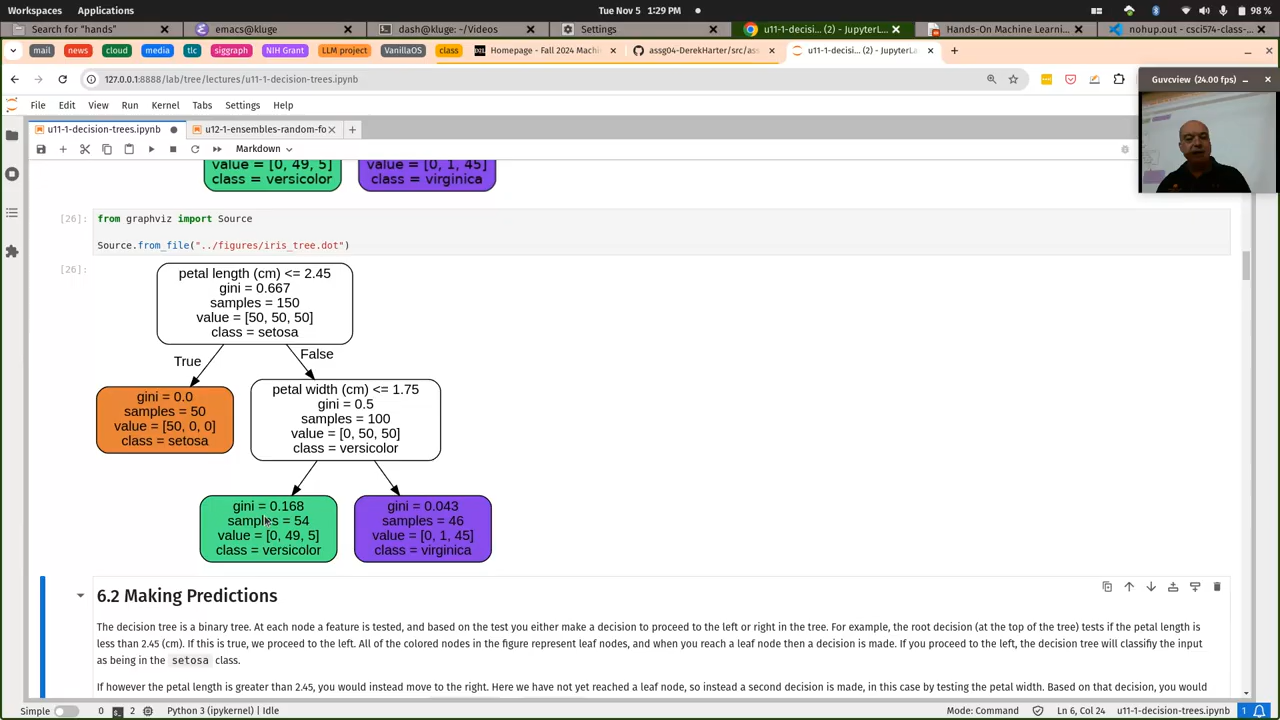 Workspaces Applications Tue Nov 5 1:29 PM 98 %
Search for "hands" emacs@kluge dash@kluge: ~/Videos Settings u11-1-decisi... (2) - JupyterL... Hands-On Machine Learni... nohup.out - csci574-class-...
mail news cloud media tlc siggraph NIH Grant LLM project VanillaOS class Homepage - Fall 2024 Machi assg04-DerekHarter/src/ass u11-1-decisi... (2) - JupyterL
127.0.0.1:8888/lab/tree/lectures/u11-1-decision-trees.ipynb
Guvcview (24.00 fps)
File Edit View Run Kernel Tabs Settings Help
u11-1-decision-trees.ipynb u12-1-ensembles-random-fo
Markdown
value = [0, 49, 5] value = [0, 1, 45]
class = versicolor class = virginica
[26]: from graphviz import Source
Source.from_file("../figures/iris_tree.dot")
[26]:
petal length (cm) <= 2.45
gini = 0.667
samples = 150
value = [50, 50, 50]
class = setosa
True False
gini = 0.0
samples = 50
value = [50, 0, 0]
class = setosa
petal width (cm) <= 1.75
gini = 0.5
samples = 100
value = [0, 50, 50]
class = versicolor
gini = 0.168
samples = 54
value = [0, 49, 5]
class = versicolor
gini = 0.043
samples = 46
value = [0, 1, 45]
class = virginica
6.2 Making Predictions
The decision tree is a binary tree. At each node a feature is tested, and based on the test you either make a decision to proceed to the left or right in the tree. For example, the root decision (at the top of the tree) tests if the petal length is
less than 2.45 (cm). If this is true, we proceed to the left. All of the colored nodes in the figure represent leaf nodes, and when you reach a leaf node then a decision is made. If you proceed to the left, the decision tree will classify the input
as being in the setosa class.
If however the petal length is greater than 2.45, you would instead move to the right. Here we have not yet reached a leaf node, so instead a second decision is made, in this case by testing the petal width. Based on that decision, you would
Simple 0 2 Python 3 (ipykernel) | Idle Mode: Command Ln 6, Col 24 u11-1-decision-trees.ipynb 1